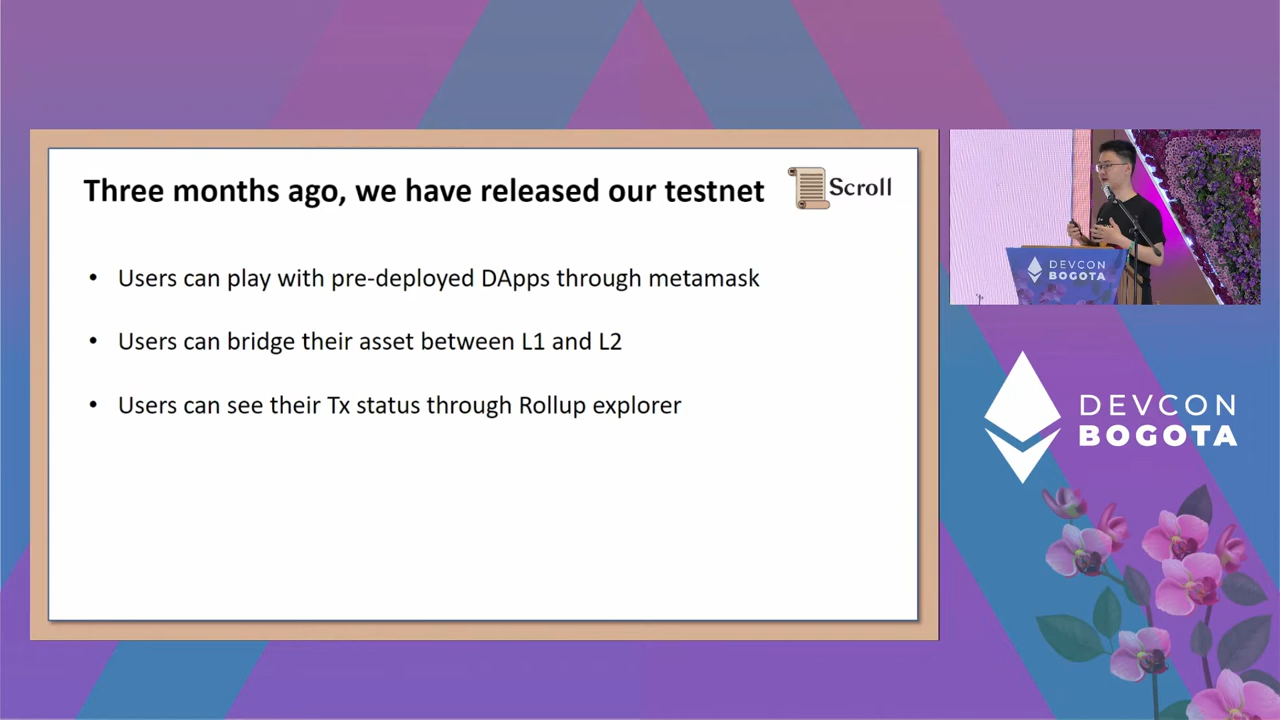 Three months ago, we have released our testnet
Scroll
• Users can play with pre-deployed DApps through metamask
• Users can bridge their asset between L1 and L2
• Users can see their Tx status through Rollup explorer
DEVCON
BOGOTA
DEVCON
BOGOTA